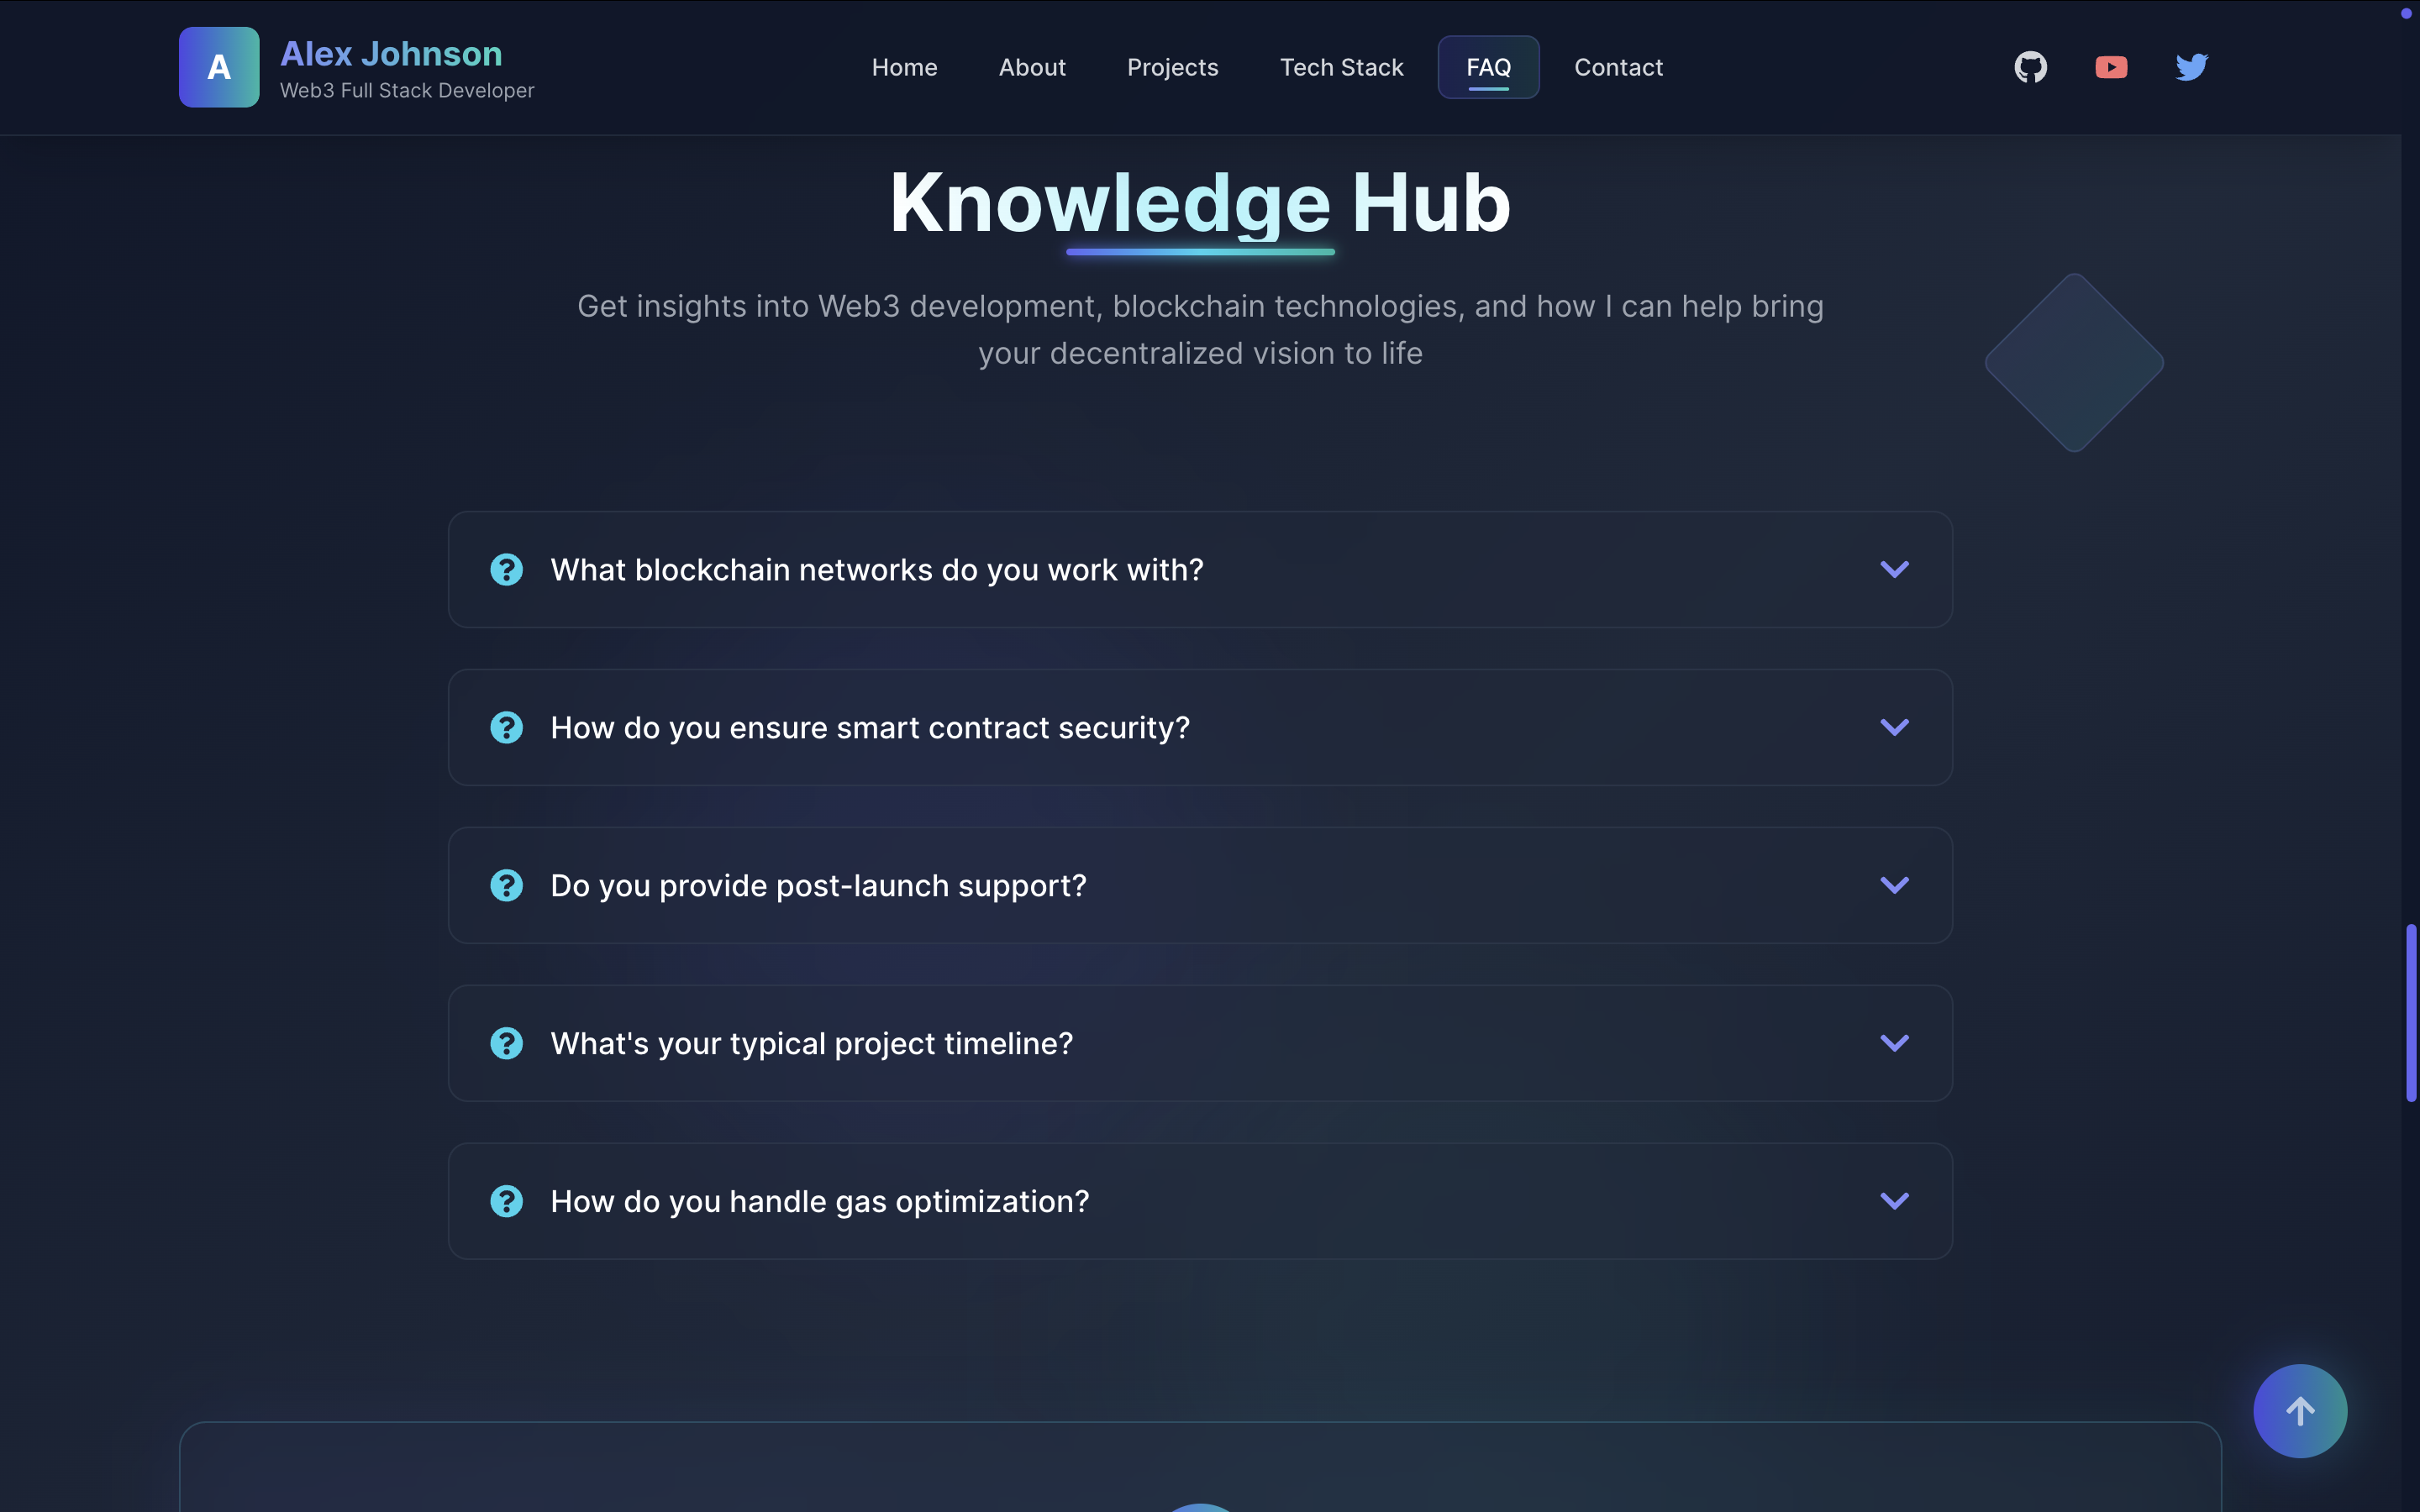 A
Alex Johnson
Web3 Full Stack Developer
Home
About
Projects
Tech Stack
FAQ
Contact
Knowledge Hub
Get insights into Web3 development, blockchain technologies, and how I can help bring
your decentralized vision to life
What blockchain networks do you work with?
How do you ensure smart contract security?
Do you provide post-launch support?
What's your typical project timeline?
How do you handle gas optimization?